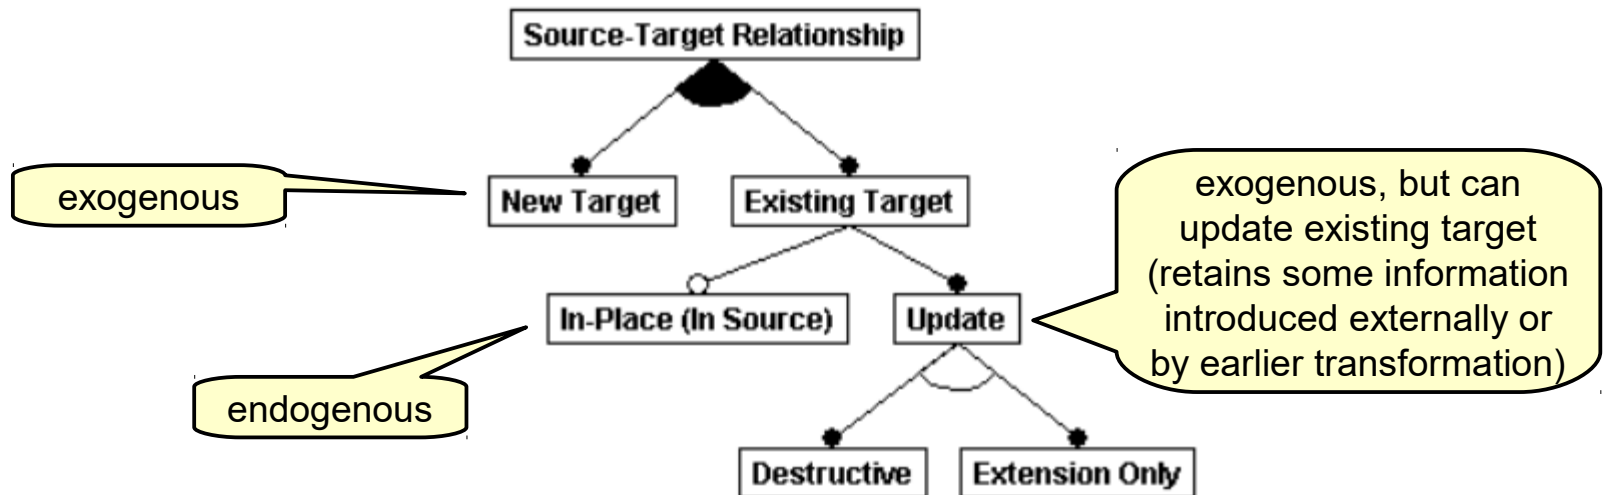 Source-Target Relationship
exogenous
New Target
Existing Target
exogenous, but can
update existing target
(retains some information
introduced externally or
by earlier transformation)
In-Place (In Source)
Update
endogenous
Destructive
Extension Only